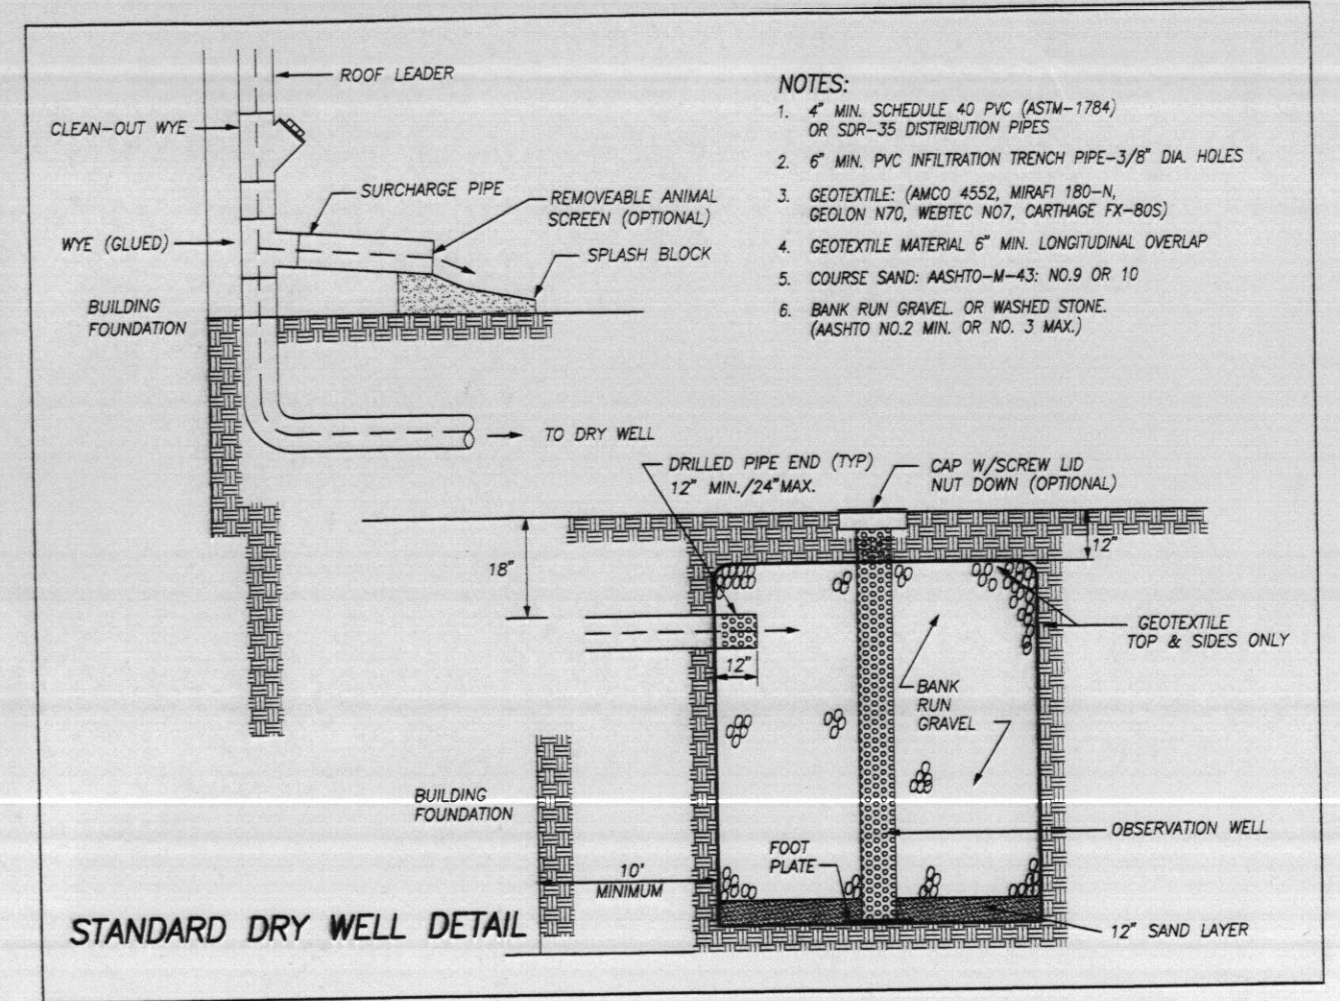 ROOF LEADER
CLEAN-OUT WYE
SURCHARGE PIPE
REMOVEABLE ANIMAL
SCREEN (OPTIONAL)
WYE (GLUED)
SPLASH BLOCK
BUILDING
FOUNDATION
TO DRY WELL
NOTES:
1. 4" MIN. SCHEDULE 40 PVC (ASTM-1784)
OR SDR-35 DISTRIBUTION PIPES
2. 6" MIN. PVC INFILTRATION TRENCH PIPE-3/8" DIA. HOLES
3. GEOTEXTILE: (AMCO 4552, MIRAFI 180-N,
GEOLON N70, WEBTEC NO7, CARTHAGE FX-80S)
4. GEOTEXTILE MATERIAL 6" MIN. LONGITUDINAL OVERLAP
5. COURSE SAND: AASHTO-M-43: NO.9 OR 10
6. BANK RUN GRAVEL. OR WASHED STONE.
(AASHTO NO.2 MIN. OR NO. 3 MAX.)
DRILLED PIPE END (TYP)
12" MIN./24"MAX.
CAP W/SCREW LID
NUT DOWN (OPTIONAL)
18"
12"
GEOTEXTILE
TOP & SIDES ONLY
12"
BANK
RUN
GRAVEL
BUILDING
FOUNDATION
OBSERVATION WELL
FOOT
PLATE
10'
MINIMUM
12" SAND LAYER
STANDARD DRY WELL DETAIL